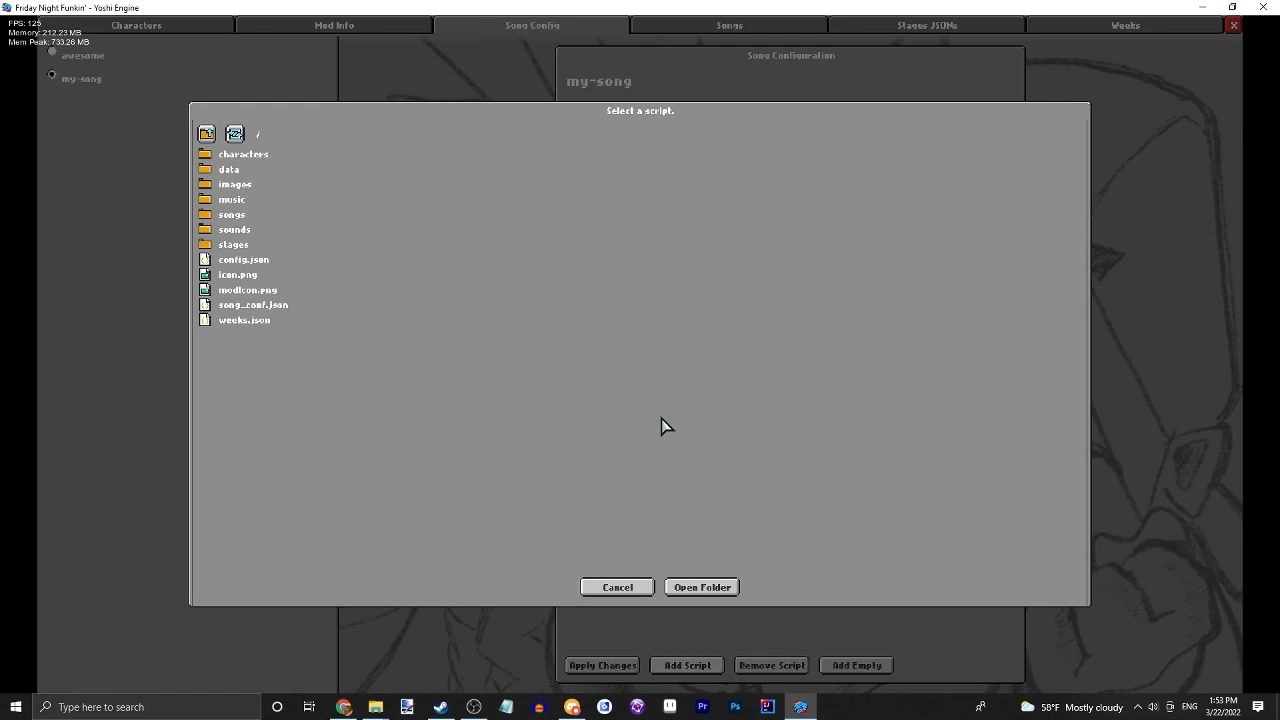 Friday Night Funkin' - Yoshi Engine
FPS: 125
Memory: 212.23 MB
Mem Peak: 733.26 MB
Characters
Mod Info
Song Config
Songs
Stages JSONs
Weeks
X
awesome
my-song
Song Configuration
my-song
Select a script.
/
characters
data
images
music
songs
sounds
stages
config.json
icon.png
modIcon.png
song_conf.json
weeks.json
Cancel
Open Folder
Apply Changes
Add Script
Remove Script
Add Empty
Type here to search
Pr
Ps
58°F Mostly cloudy
ENG
1:53 PM
3/22/2022